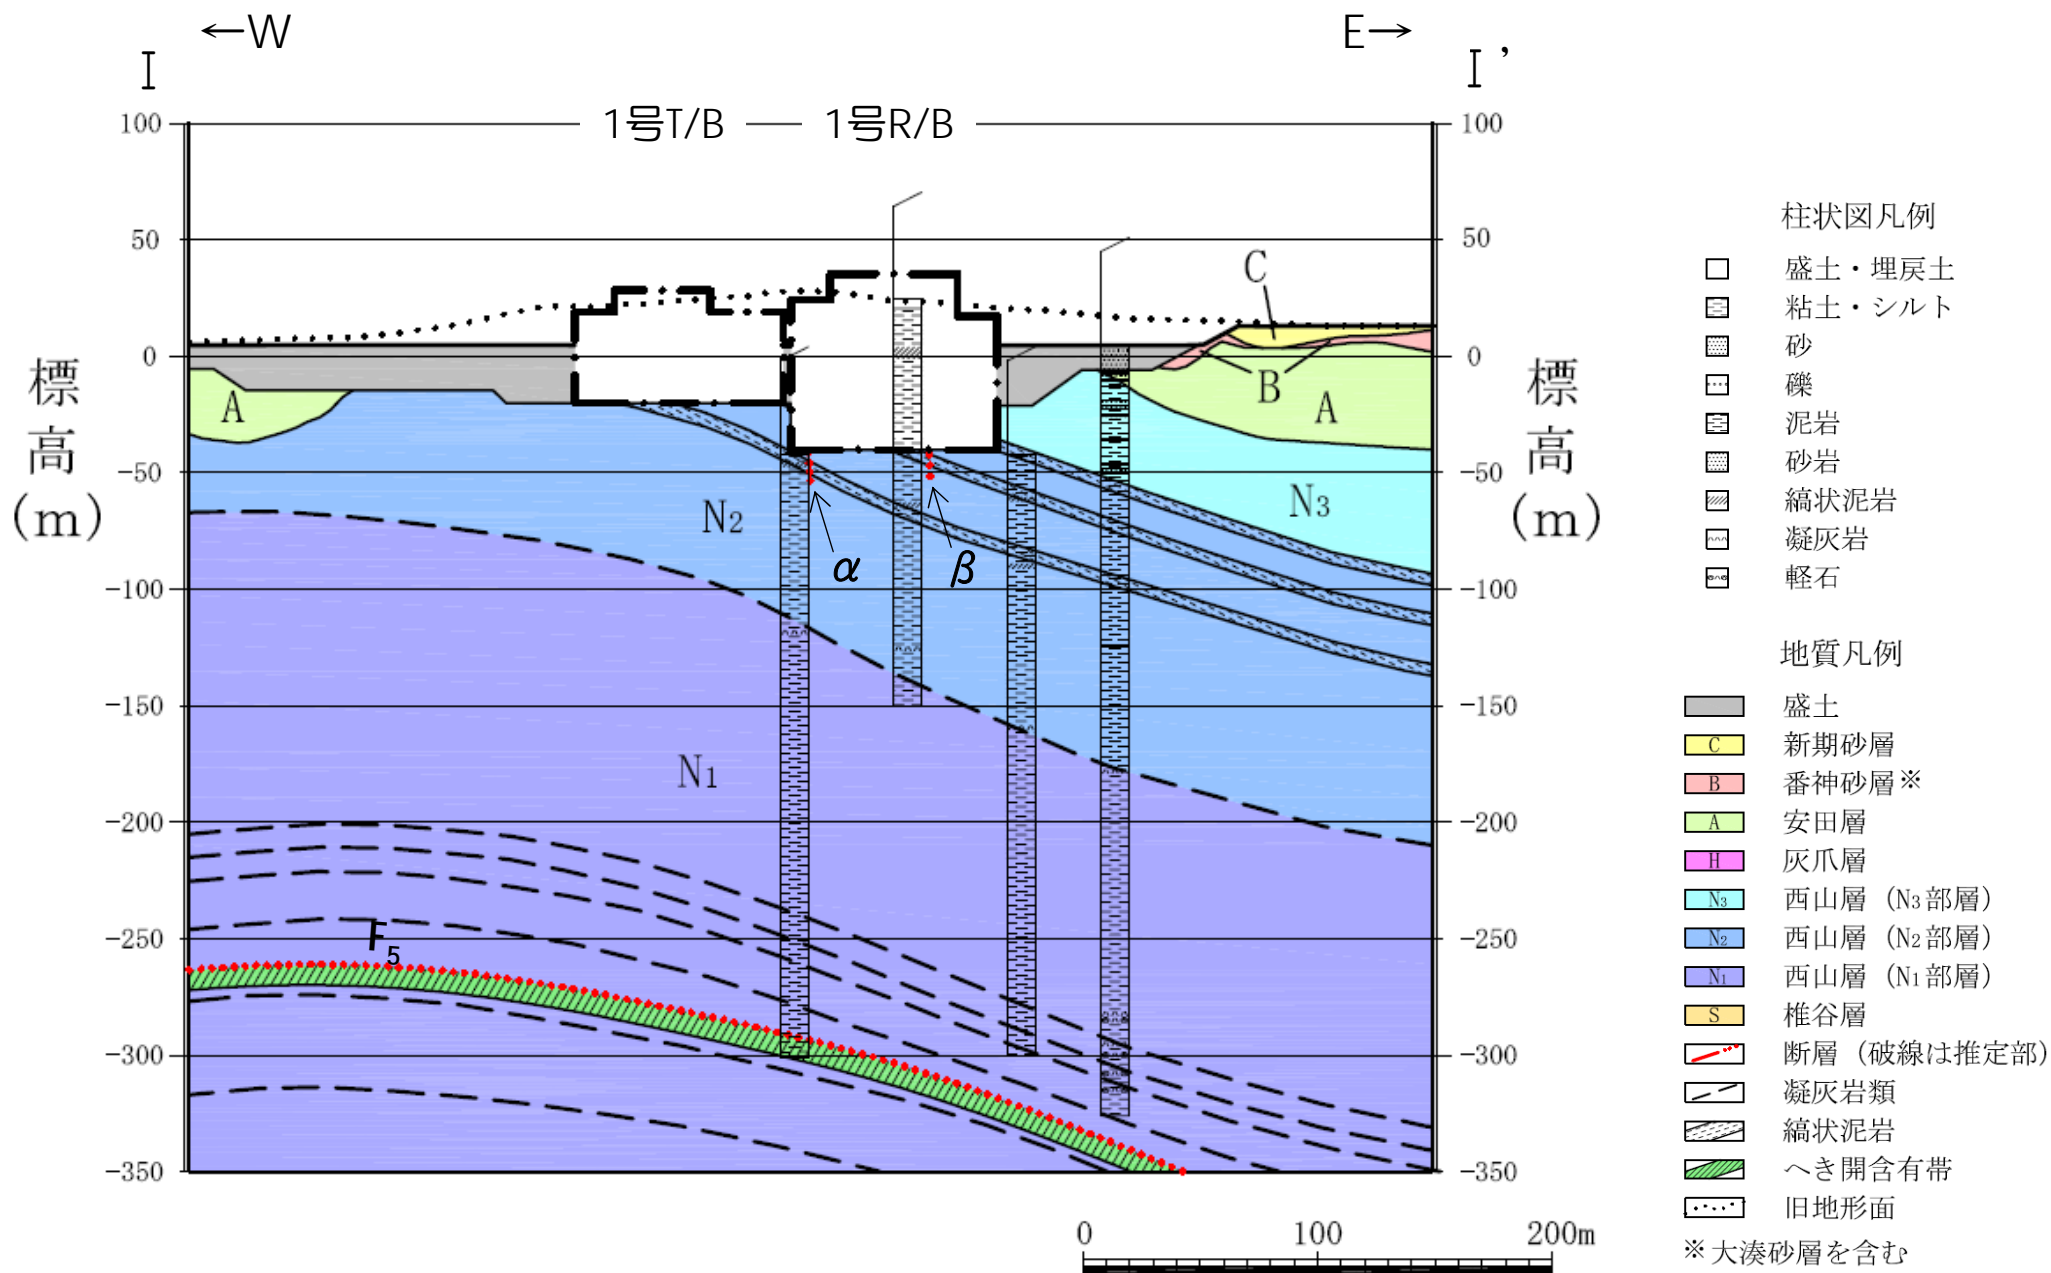 ←W
E→
I
I’
1号T/B
1号R/B
100
50
0
−50
−100
−150
−200
−250
−300
−350
標高(m)
100
50
0
−50
−100
−150
−200
−250
−300
−350
標高(m)
C
B
A
A
N2
N3
α
β
N1
F5
0 100 200m
柱状図凡例
盛土・埋戻土
粘土・シルト
砂
礫
泥岩
砂岩
縞状泥岩
凝灰岩
軽石
地質凡例
盛土
C 新期砂層
B 番神砂層※
A 安田層
H 灰爪層
N3 西山層（N3部層）
N2 西山層（N2部層）
N1 西山層（N1部層）
S 椎谷層
断層（破線は推定部）
凝灰岩類
縞状泥岩
へき開含有帯
旧地形面
※大湊砂層を含む